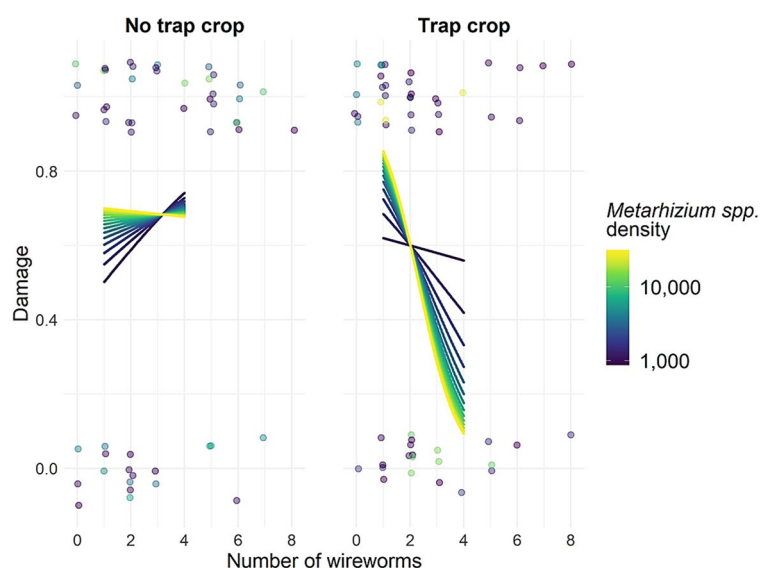 No trap crop
Trap crop
Damage
0.8
0.4
0.0
0 2 4 6 8
0 2 4 6 8
Number of wireworms
Metarhizium spp.
density
10,000
1,000